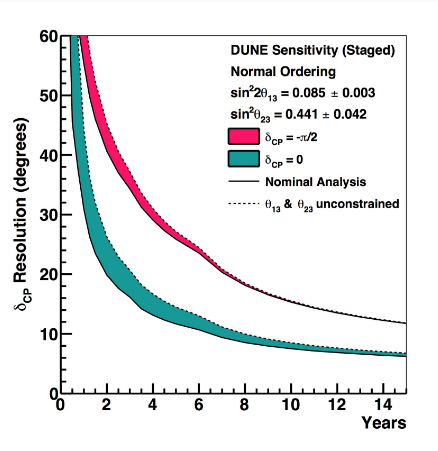 60
50
40
30
20
10
0
δCP Resolution (degrees)
DUNE Sensitivity (Staged)
Normal Ordering
sin²2θ13 = 0.085 ± 0.003
sin²θ23 = 0.441 ± 0.042
δCP = -π/2
δCP = 0
Nominal Analysis
θ13 & θ23 unconstrained
0 2 4 6 8 10 12 14
Years